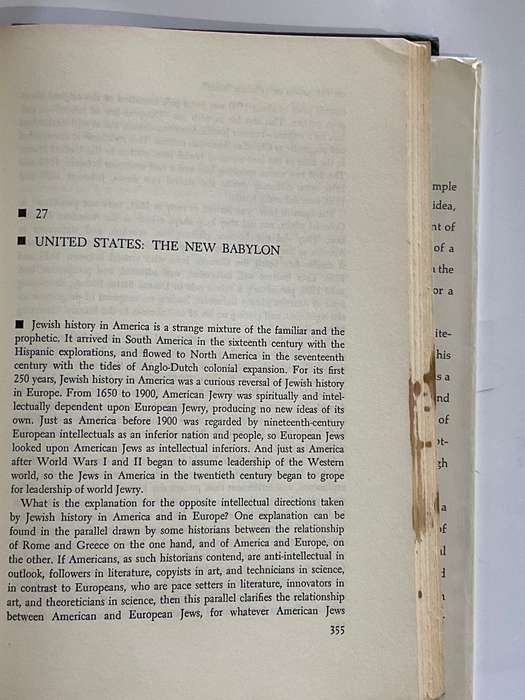 ■ 27
■ UNITED STATES: THE NEW BABYLON
■ Jewish history in America is a strange mixture of the familiar and the
prophetic. It arrived in South America in the sixteenth century with the
Hispanic explorations, and flowed to North America in the seventeenth
century with the tides of Anglo-Dutch colonial expansion. For its first
250 years, Jewish history in America was a curious reversal of Jewish history
in Europe. From 1650 to 1900, American Jewry was spiritually and intel-
lectually dependent upon European Jewry, producing no new ideas of its
own. Just as America before 1900 was regarded by nineteenth-century
European intellectuals as an inferior nation and people, so European Jews
looked upon American Jews as intellectual inferiors. And just as America
after World Wars I and II began to assume leadership of the Western
world, so the Jews in America in the twentieth century began to grope
for leadership of world Jewry.
What is the explanation for the opposite intellectual directions taken
by Jewish history in America and in Europe? One explanation can be
found in the parallel drawn by some historians between the relationship
of Rome and Greece on the one hand, and of America and Europe, on
the other. If Americans, as such historians contend, are anti-intellectual in
outlook, followers in literature, copyists in art, and technicians in science,
in contrast to Europeans, who are pace setters in literature, innovators in
art, and theoreticians in science, then this parallel clarifies the relationship
between American and European Jews, for whatever American Jews
355
idea,
of
of a
the
or a
his
s a
of
a